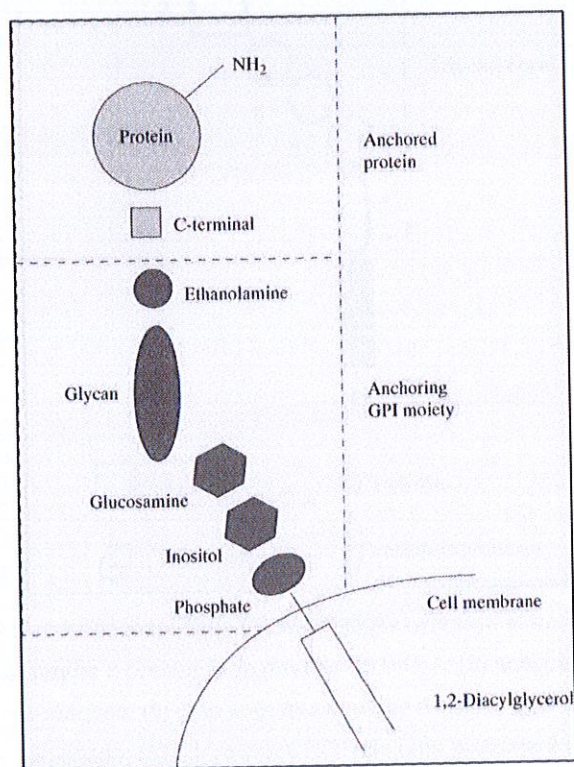 NH₂
Protein
Anchored
protein
C-terminal
Ethanolamine
Glycan
Anchoring
GPI moiety
Glucosamine
Inositol
Phosphate
Cell membrane
1,2-Diacylglycerol